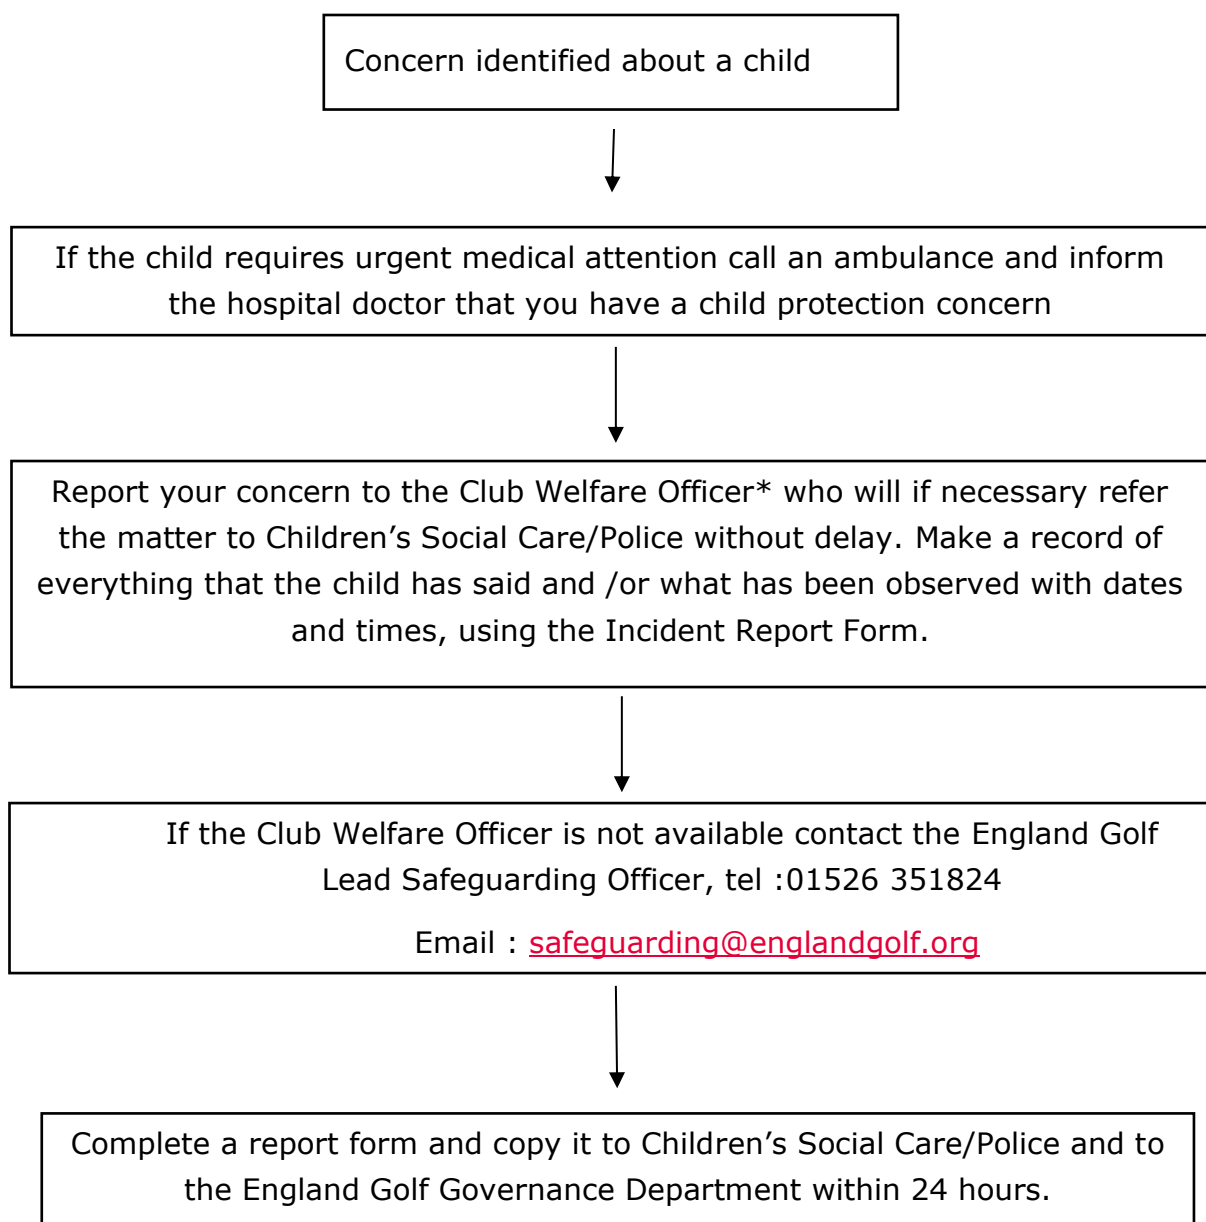 Concern identified about a child
If the child requires urgent medical attention call an ambulance and inform
the hospital doctor that you have a child protection concern
Report your concern to the Club Welfare Officer* who will if necessary refer
the matter to Children’s Social Care/Police without delay. Make a record of
everything that the child has said and /or what has been observed with dates
and times, using the Incident Report Form.
If the Club Welfare Officer is not available contact the England Golf
Lead Safeguarding Officer, tel :01526 351824
Email : safeguarding@englandgolf.org
Complete a report form and copy it to Children’s Social Care/Police and to
the England Golf Governance Department within 24 hours.